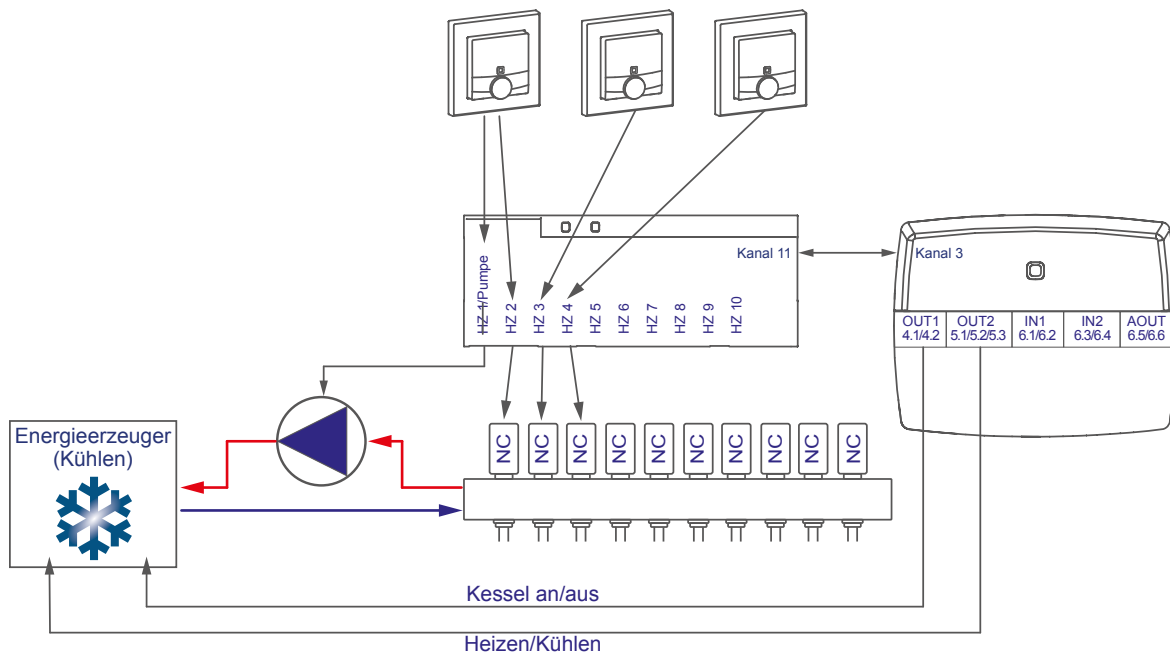 Kanal 11
Kanal 3
HZ 1/Pumpe
HZ 2
HZ 3
HZ 4
HZ 5
HZ 6
HZ 7
HZ 8
HZ 9
HZ 10
OUT1
4.1/4.2
OUT2
5.1/5.2/5.3
IN1
6.1/6.2
IN2
6.3/6.4
AOUT
6.5/6.6
Energieerzeuger
(Kühlen)
NC
NC
NC
NC
NC
NC
NC
NC
NC
NC
Kessel an/aus
Heizen/Kühlen